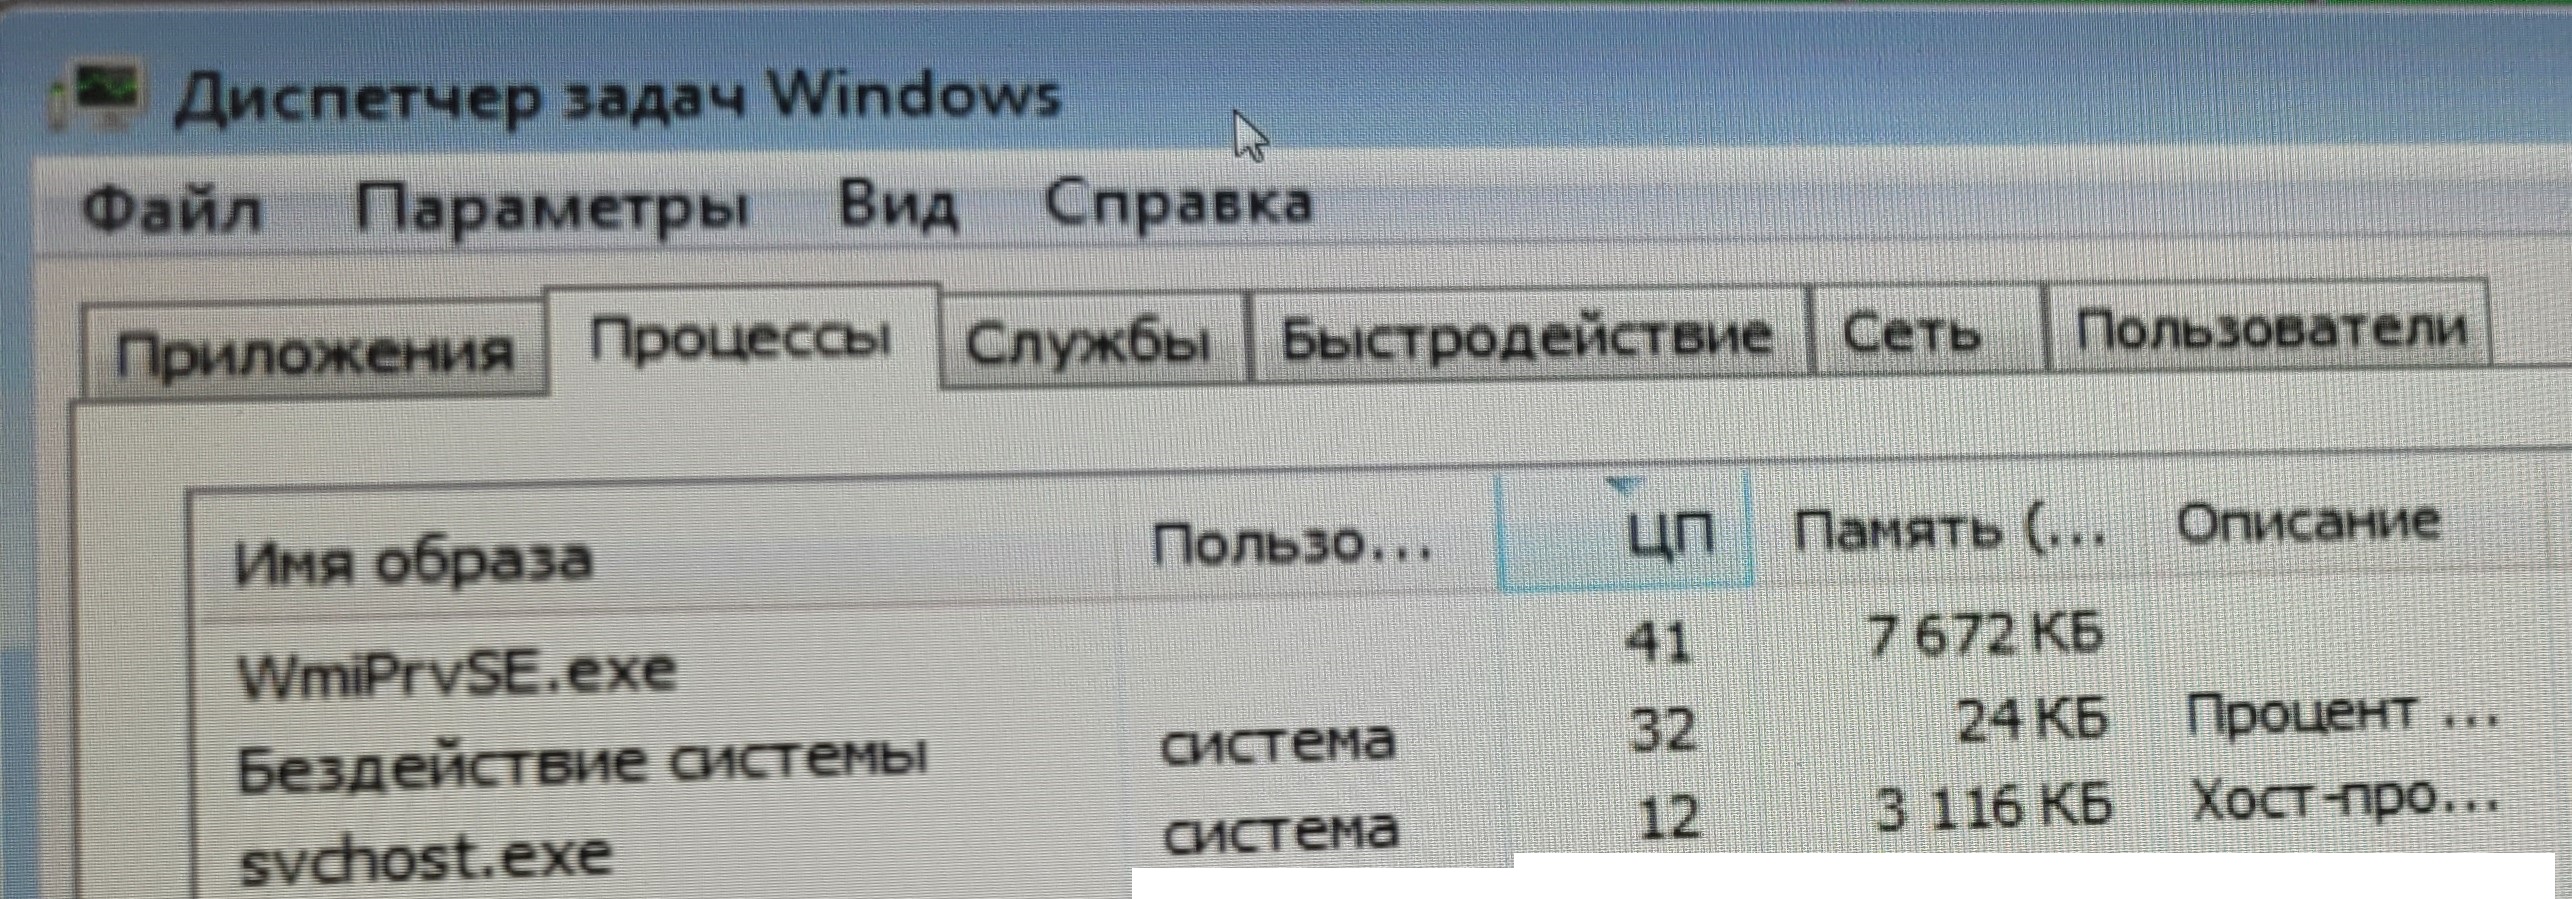 Диспетчер задач Windows
Файл Параметры Вид Справка
Приложения Процессы Службы Быстродействие Сеть Пользователи
Имя образа Пользо... ЦП Память (... Описание
WmiPrvSE.exe 41 7 672 КБ
Бездействие системы система 32 24 КБ Процент ...
svchost.exe система 12 3 116 КБ Хост-про...